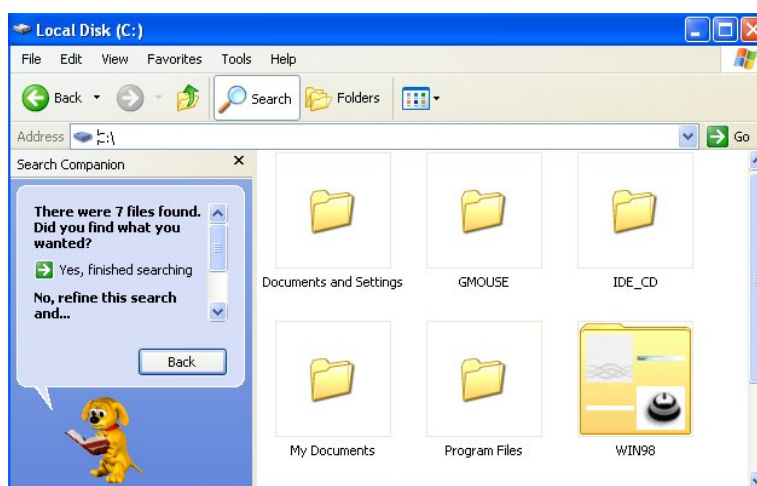 Local Disk (C:)
File Edit View Favorites Tools Help
Back Search Folders
Address Go
Search Companion
There were 7 files found.
Did you find what you
wanted?
Yes, finished searching
No, refine this search
and...
Back
Documents and Settings GMOUSE IDE_CD
My Documents Program Files WIN98